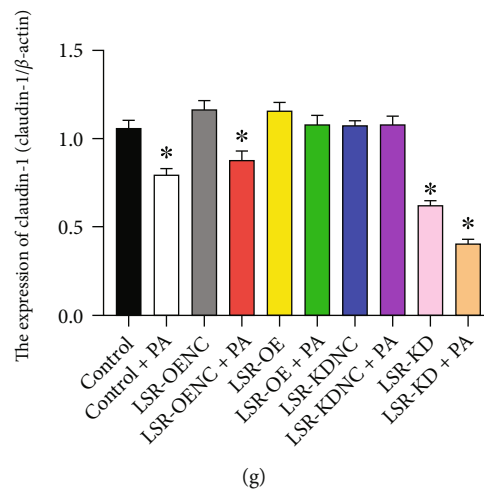 The expression of claudin-1 (claudin-1/β-actin)
1.5
1.0
0.5
0.0
*
*
*
*
Control
Control + PA
LSR-OENC
LSR-OENC + PA
LSR-OE
LSR-OE + PA
LSR-KDNC
LSR-KDNC + PA
LSR-KD
LSR-KD + PA
(g)